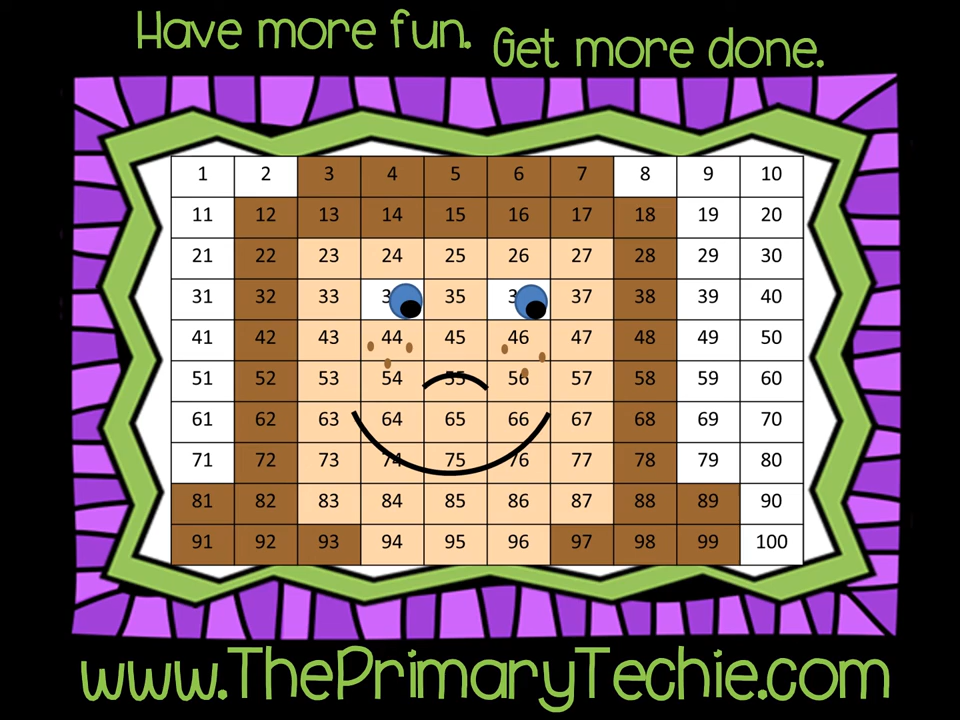 Have more fun. Get more done.
1 2 3 4 5 6 7 8 9 10
11 12 13 14 15 16 17 18 19 20
21 22 23 24 25 26 27 28 29 30
31 32 33 3 35 3 37 38 39 40
41 42 43 44 45 46 47 48 49 50
51 52 53 54 55 56 57 58 59 60
61 62 63 64 65 66 67 68 69 70
71 72 73 74 75 76 77 78 79 80
81 82 83 84 85 86 87 88 89 90
91 92 93 94 95 96 97 98 99 100
www.ThePrimaryTechie.com